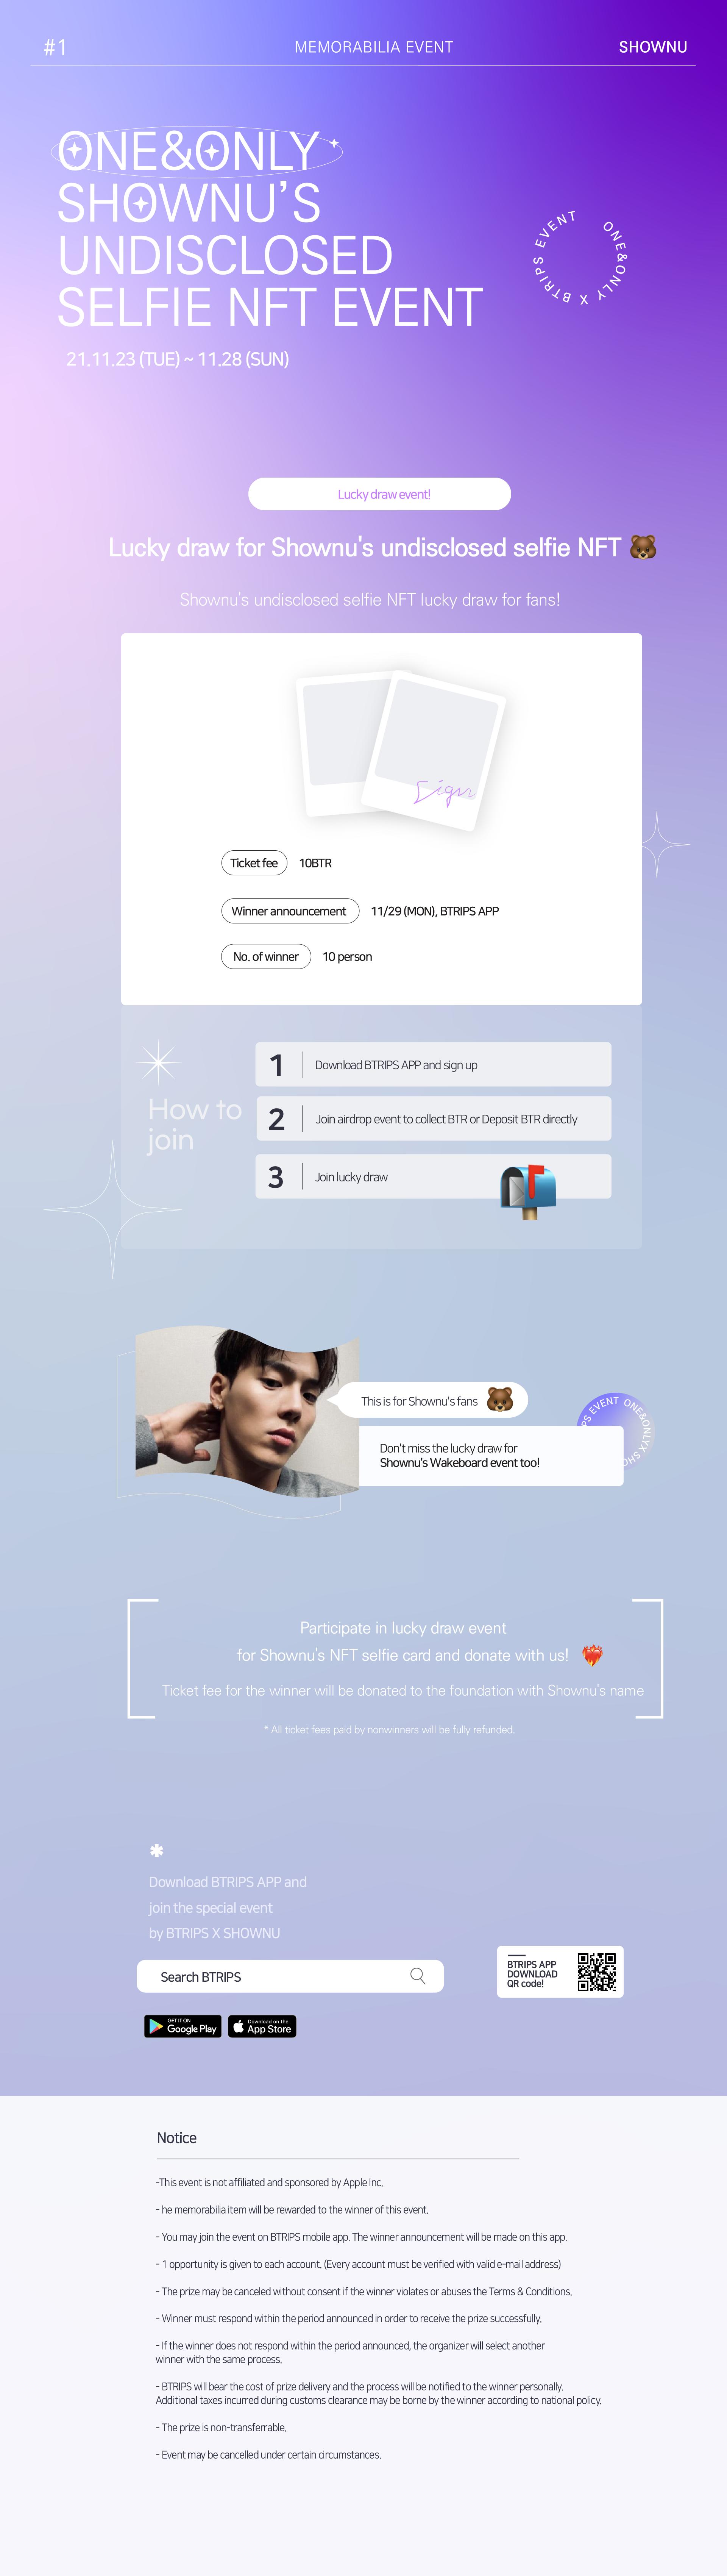 #1
MEMORABILIA EVENT
SHOWNU
ONE&ONLY
SHOWNU'S
UNDISCLOSED
SELFIE NFT EVENT
ONE&ONLY X BTRIPS EVENT
21.11.23 (TUE) ~ 11.28 (SUN)
Lucky draw event!
Lucky draw for Shownu's undisclosed selfie NFT 🐻
Shownu's undisclosed selfie NFT lucky draw for fans!
Sign
Ticket fee 10BTR
Winner announcement 11/29 (MON), BTRIPS APP
No. of winner 10 person
How to
join
1 Download BTRIPS APP and sign up
2 Join airdrop event to collect BTR or Deposit BTR directly
3 Join lucky draw
This is for Shownu's fans 🐻
PS EVENT ONE&ONLY X SHO
Don't miss the lucky draw for
Shownu's Wakeboard event too!
Participate in lucky draw event
for Shownu's NFT selfie card and donate with us! ❤️‍🔥
Ticket fee for the winner will be donated to the foundation with Shownu's name
* All ticket fees paid by nonwinners will be fully refunded.
*
Download BTRIPS APP and
join the special event
by BTRIPS X SHOWNU
Search BTRIPS
BTRIPS APP
DOWNLOAD
QR code!
GET IT ON
Google Play
Download on the
App Store
Notice
-This event is not affiliated and sponsored by Apple Inc.
- he memorabilia item will be rewarded to the winner of this event.
- You may join the event on BTRIPS mobile app. The winner announcement will be made on this app.
- 1 opportunity is given to each account. (Every account must be verified with valid e-mail address)
- The prize may be canceled without consent if the winner violates or abuses the Terms & Conditions.
- Winner must respond within the period announced in order to receive the prize successfully.
- If the winner does not respond within the period announced, the organizer will select another
winner with the same process.
- BTRIPS will bear the cost of prize delivery and the process will be notified to the winner personally.
Additional taxes incurred during customs clearance may be borne by the winner according to national policy.
- The prize is non-transferrable.
- Event may be cancelled under certain circumstances.